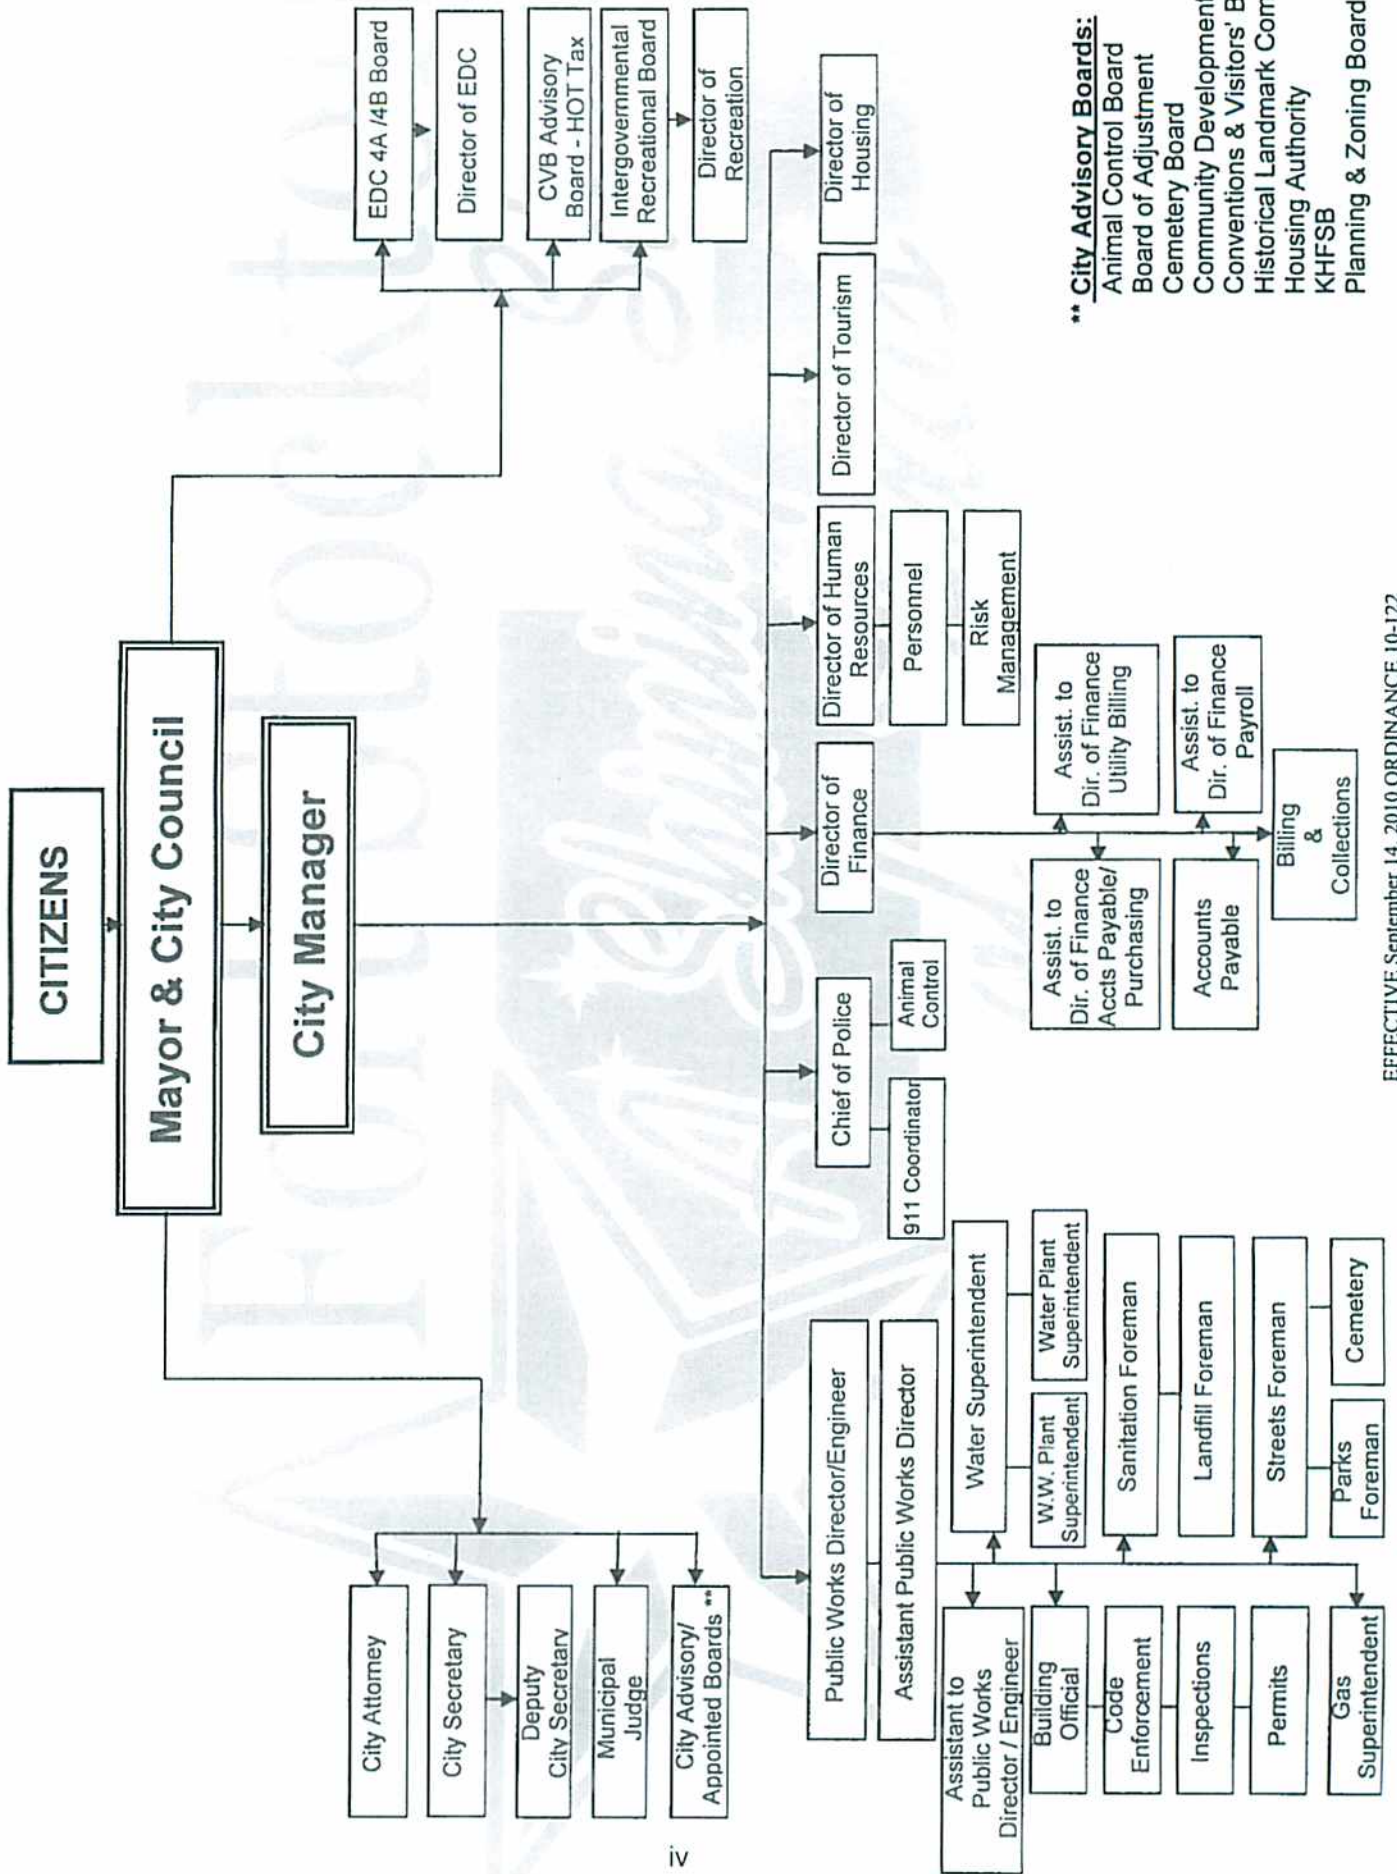 CITIZENS
Mayor & City Council
City Manager
City Attorney
City Secretary
Deputy
City Secretary
Municipal
Judge
City Advisory/
Appointed Boards **
EDC 4A /4B Board
Director of EDC
CVB Advisory
Board - HOT Tax
Intergovernmental
Recreational Board
Director of
Recreation
Public Works Director/Engineer
Assistant Public Works Director
Assistant to
Public Works
Director / Engineer
Building
Official
Code
Enforcement
Inspections
Permits
Gas
Superintendent
Water Superintendent
W.W. Plant
Superintendent
Water Plant
Superintendent
Sanitation Foreman
Landfill Foreman
Streets Foreman
Parks
Foreman
Cemetery
Chief of Police
911 Coordinator
Animal
Control
Director of
Finance
Assist. to
Dir. of Finance
Accts Payable/
Purchasing
Assist. to
Dir. of Finance
Utility Billing
Accounts
Payable
Assist. to
Dir. of Finance
Payroll
Billing
&
Collections
Director of Human
Resources
Personnel
Risk
Management
Director of Tourism
Director of
Housing
** City Advisory Boards:
Animal Control Board
Board of Adjustment
Cemetery Board
Community Development
Conventions & Visitors' B
Historical Landmark Com
Housing Authority
KHFSB
Planning & Zoning Board
EFFECTIVE September 14, 2010 ORDINANCE 10-122
iv